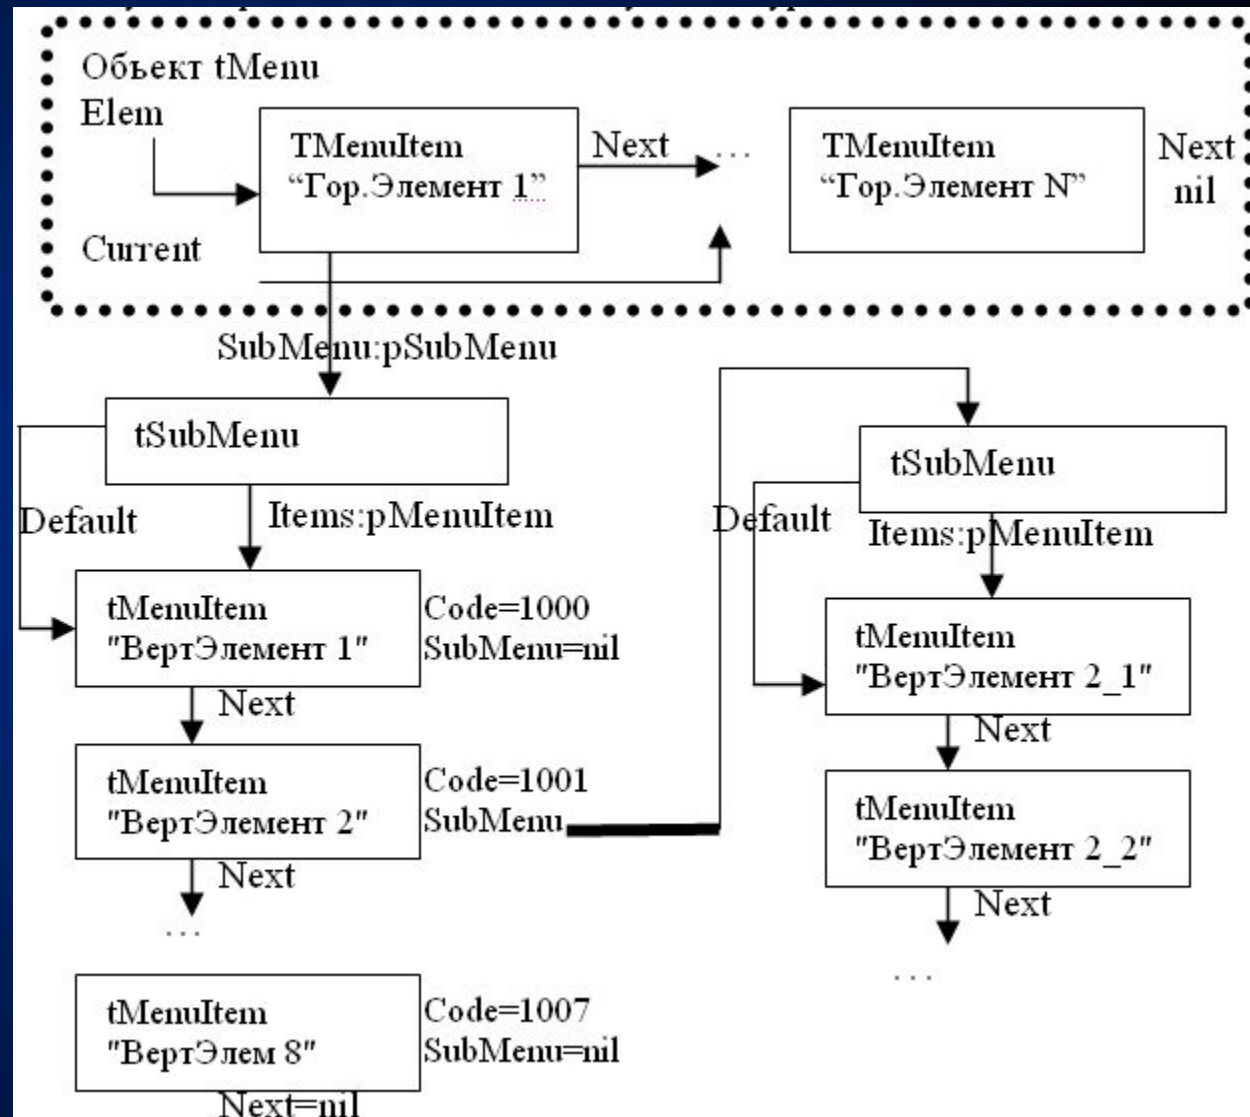 Объект tMenu
Elem
TMenuItem
“Гор.Элемент 1”
Next
...
TMenuItem
“Гор.Элемент N”
Next
nil
Current
SubMenu:pSubMenu
tSubMenu
Default
Items:pMenuItem
tMenuItem
"ВертЭлемент 1"
Code=1000
SubMenu=nil
Next
tMenuItem
"ВертЭлемент 2"
Code=1001
SubMenu
Next
...
tMenuItem
"ВертЭлем 8"
Code=1007
SubMenu=nil
Next=nil
tSubMenu
Default
Items:pMenuItem
tMenuItem
"ВертЭлемент 2_1"
Next
tMenuItem
"ВертЭлемент 2_2"
Next
...